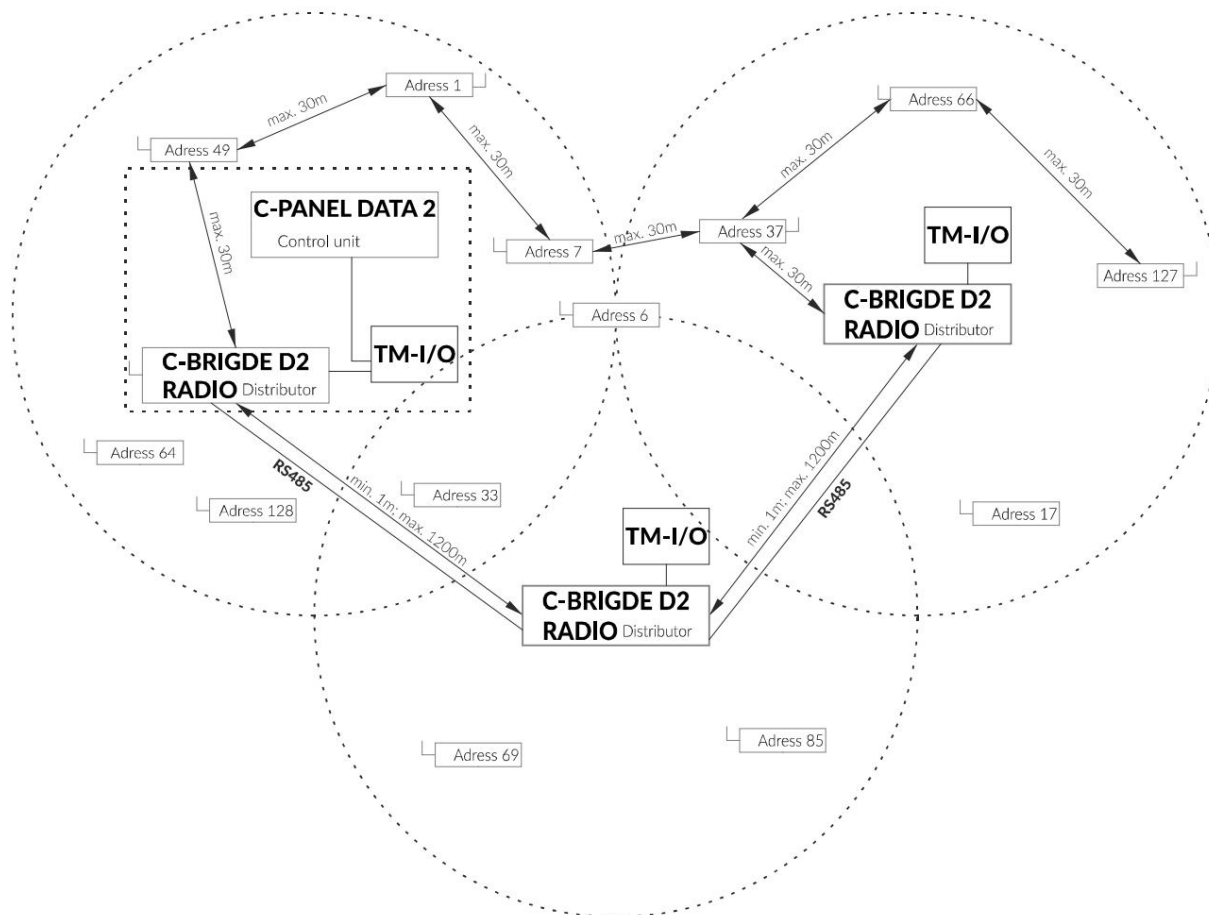 Adress 1
max. 30m
Adress 49
max. 30m
Adress 66
max. 30m
max. 30m
max. 30m
C-PANEL DATA 2
Control unit
Adress 7
max. 30m
Adress 37
max. 30m
TM-I/O
Adress 127
C-BRIGDE D2
RADIO Distributor
Adress 6
TM-I/O
C-BRIGDE D2
RADIO Distributor
Adress 64
Adress 128
RS485
min. 1m; max. 1200m
Adress 33
TM-I/O
min. 1m; max. 1200m
RS485
Adress 17
C-BRIGDE D2
RADIO Distributor
Adress 69
Adress 85